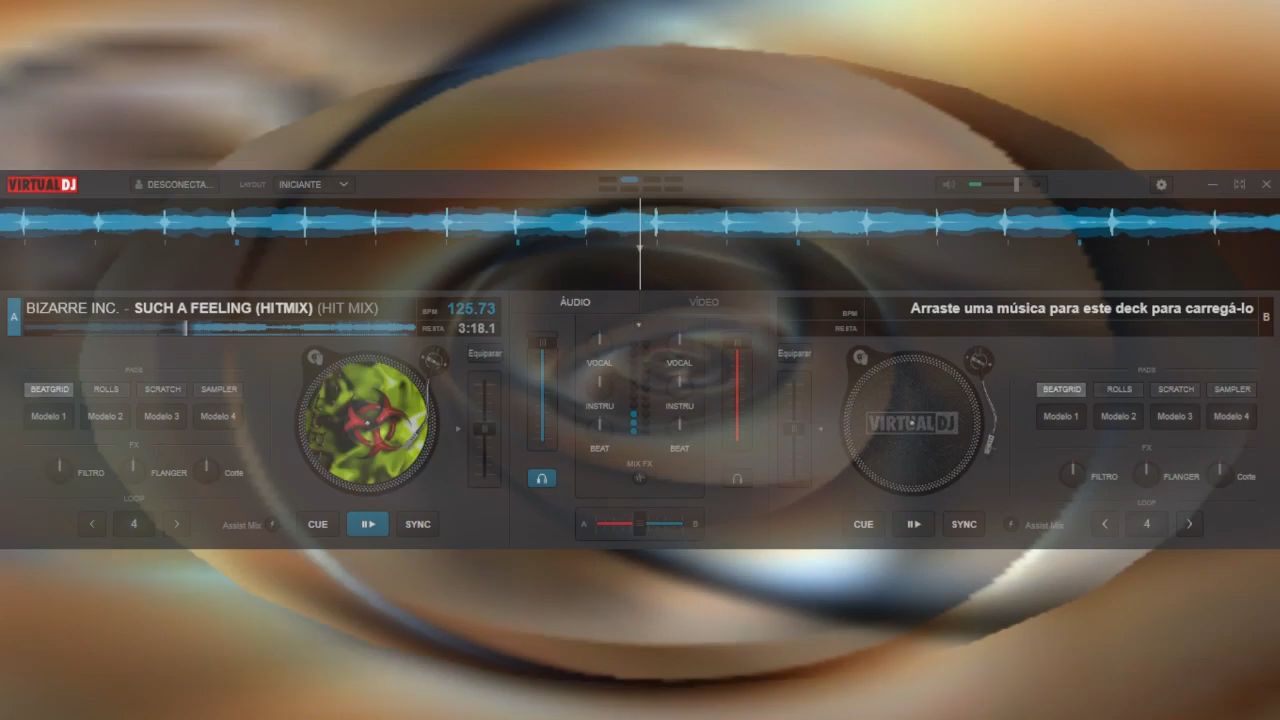 VIRTUALDJ
DESCONECTA...
LAYOUT INICIANTE
A BIZARRE INC. - SUCH A FEELING (HITMIX) (HIT MIX)
BPM 125.73
RESTA 3:18.1
ÁUDIO VÍDEO
BPM
RESTA
Arraste uma música para este deck para carregá-lo B
Equiparar
PADS
BEATGRID ROLLS SCRATCH SAMPLER
Modelo 1 Modelo 2 Modelo 3 Modelo 4
FX
FILTRO FLANGER Corte
LOOP
4
Assist Mix
CUE
SYNC
VOCAL VOCAL
INSTRU INSTRU
BEAT BEAT
MIX FX
A B
Equiparar
VIRTUALDJ
PADS
BEATGRID ROLLS SCRATCH SAMPLER
Modelo 1 Modelo 2 Modelo 3 Modelo 4
FX
FILTRO FLANGER Corte
LOOP
CUE
SYNC
Assist Mix
4